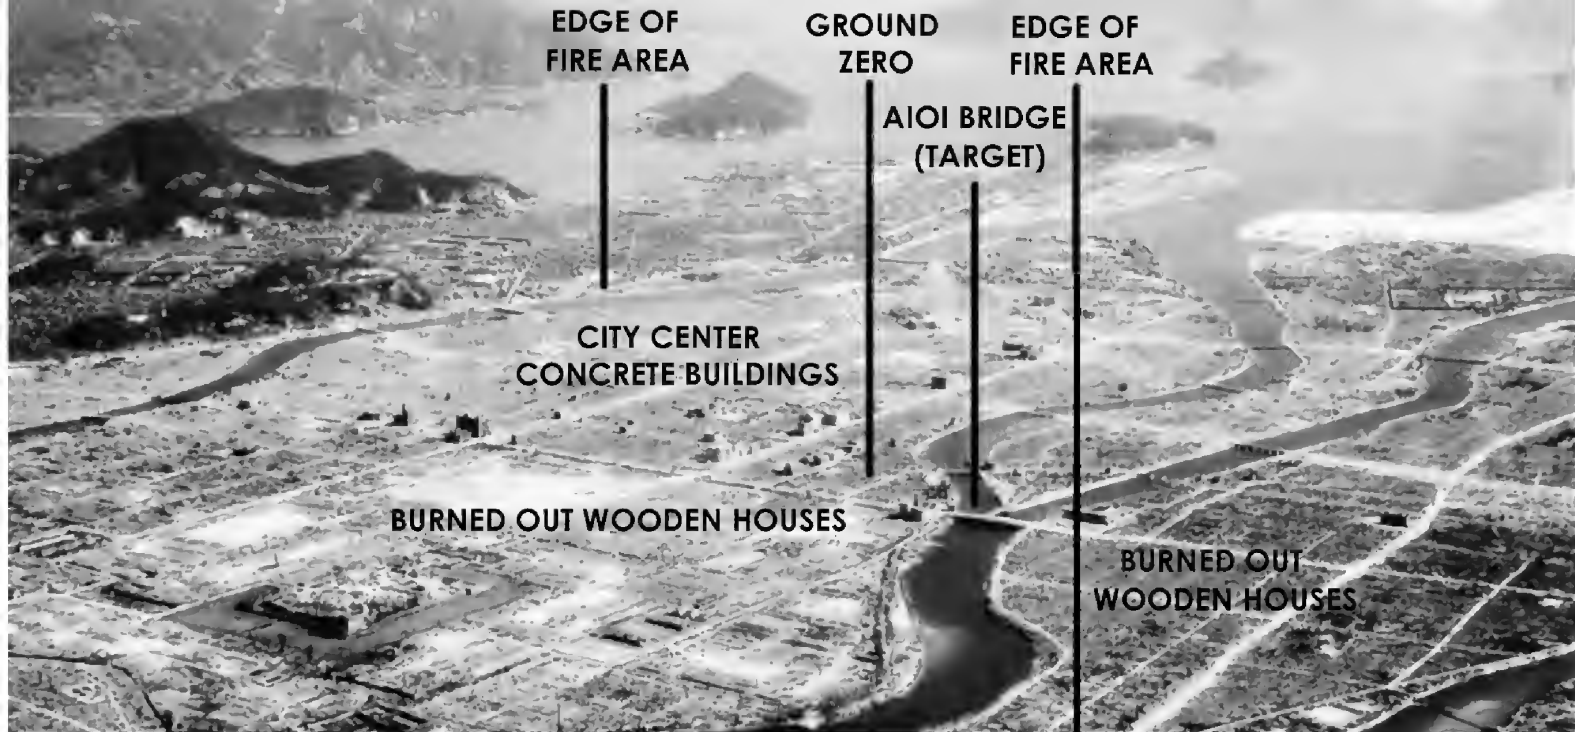 EDGE OF
FIRE AREA
GROUND
ZERO
EDGE OF
FIRE AREA
AIOI BRIDGE
(TARGET)
CITY CENTER
CONCRETE BUILDINGS
BURNED OUT WOODEN HOUSES
BURNED OUT
WOODEN HOUSES